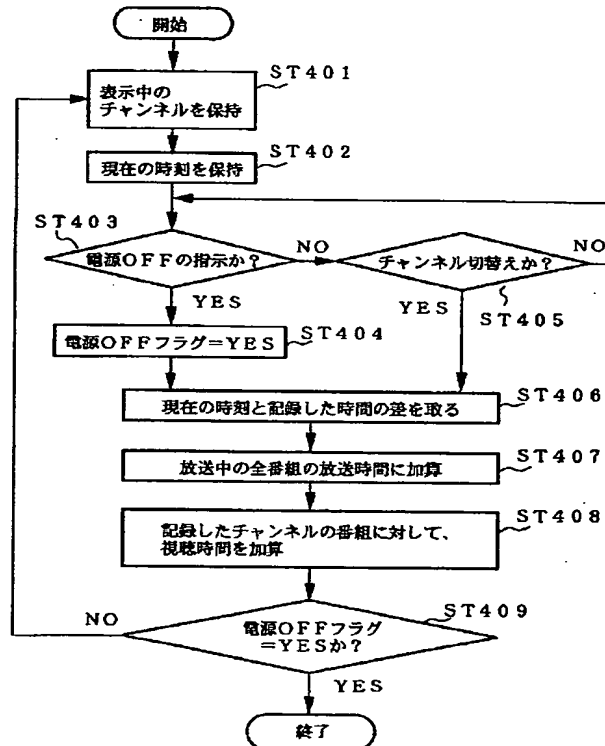 開始
ST401
表示中の
チャンネルを保持
ST402
現在の時刻を保持
ST403
電源OFFの指示か?
NO
チャンネル切替えか?
NO
YES
YES
ST405
ST404
電源OFFフラグ=YES
ST406
現在の時刻と記録した時間の差を取る
ST407
放送中の全番組の放送時間に加算
ST408
記録したチャンネルの番組に対して、
視聴時間を加算
ST409
NO
電源OFFフラグ
=YESか?
YES
終了